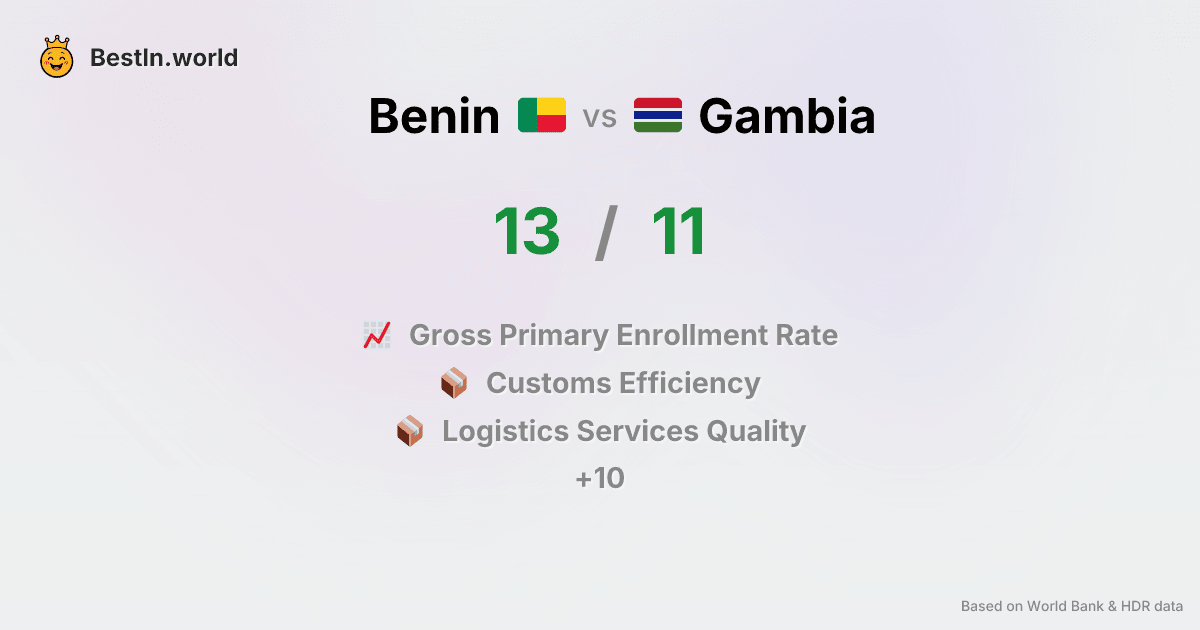 BestIn.world
Benin vs Gambia
13 / 11
Gross Primary Enrollment Rate
Customs Efficiency
Logistics Services Quality
+10
Based on World Bank & HDR data